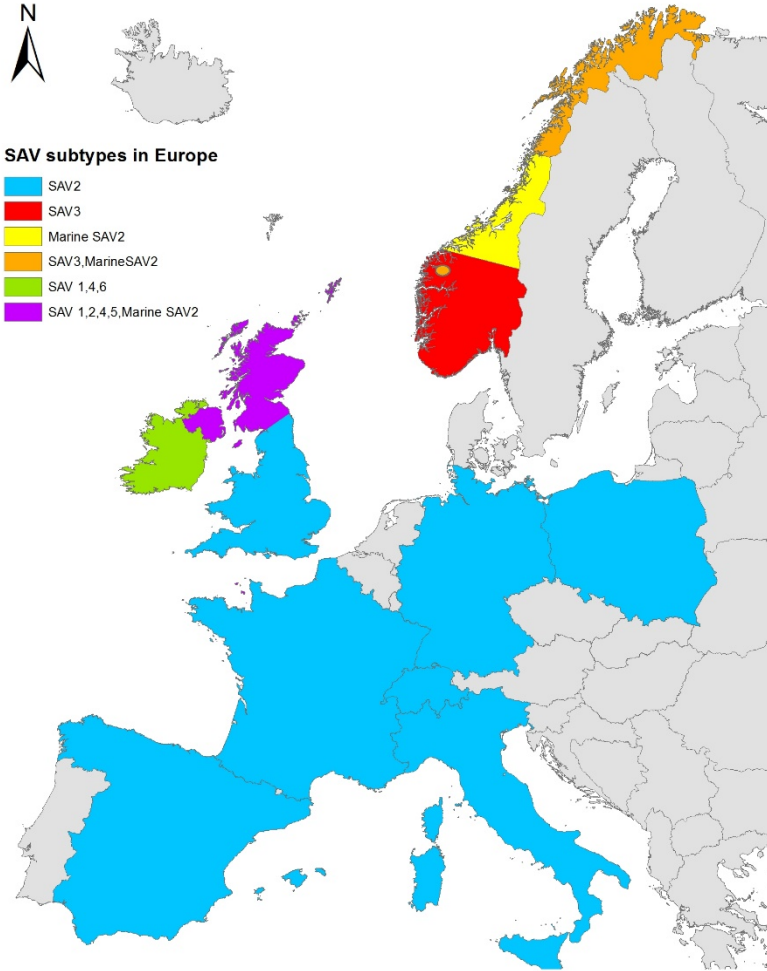 N
SAV subtypes in Europe
SAV2
SAV3
Marine SAV2
SAV3,MarineSAV2
SAV 1,4,6
SAV 1,2,4,5,Marine SAV2